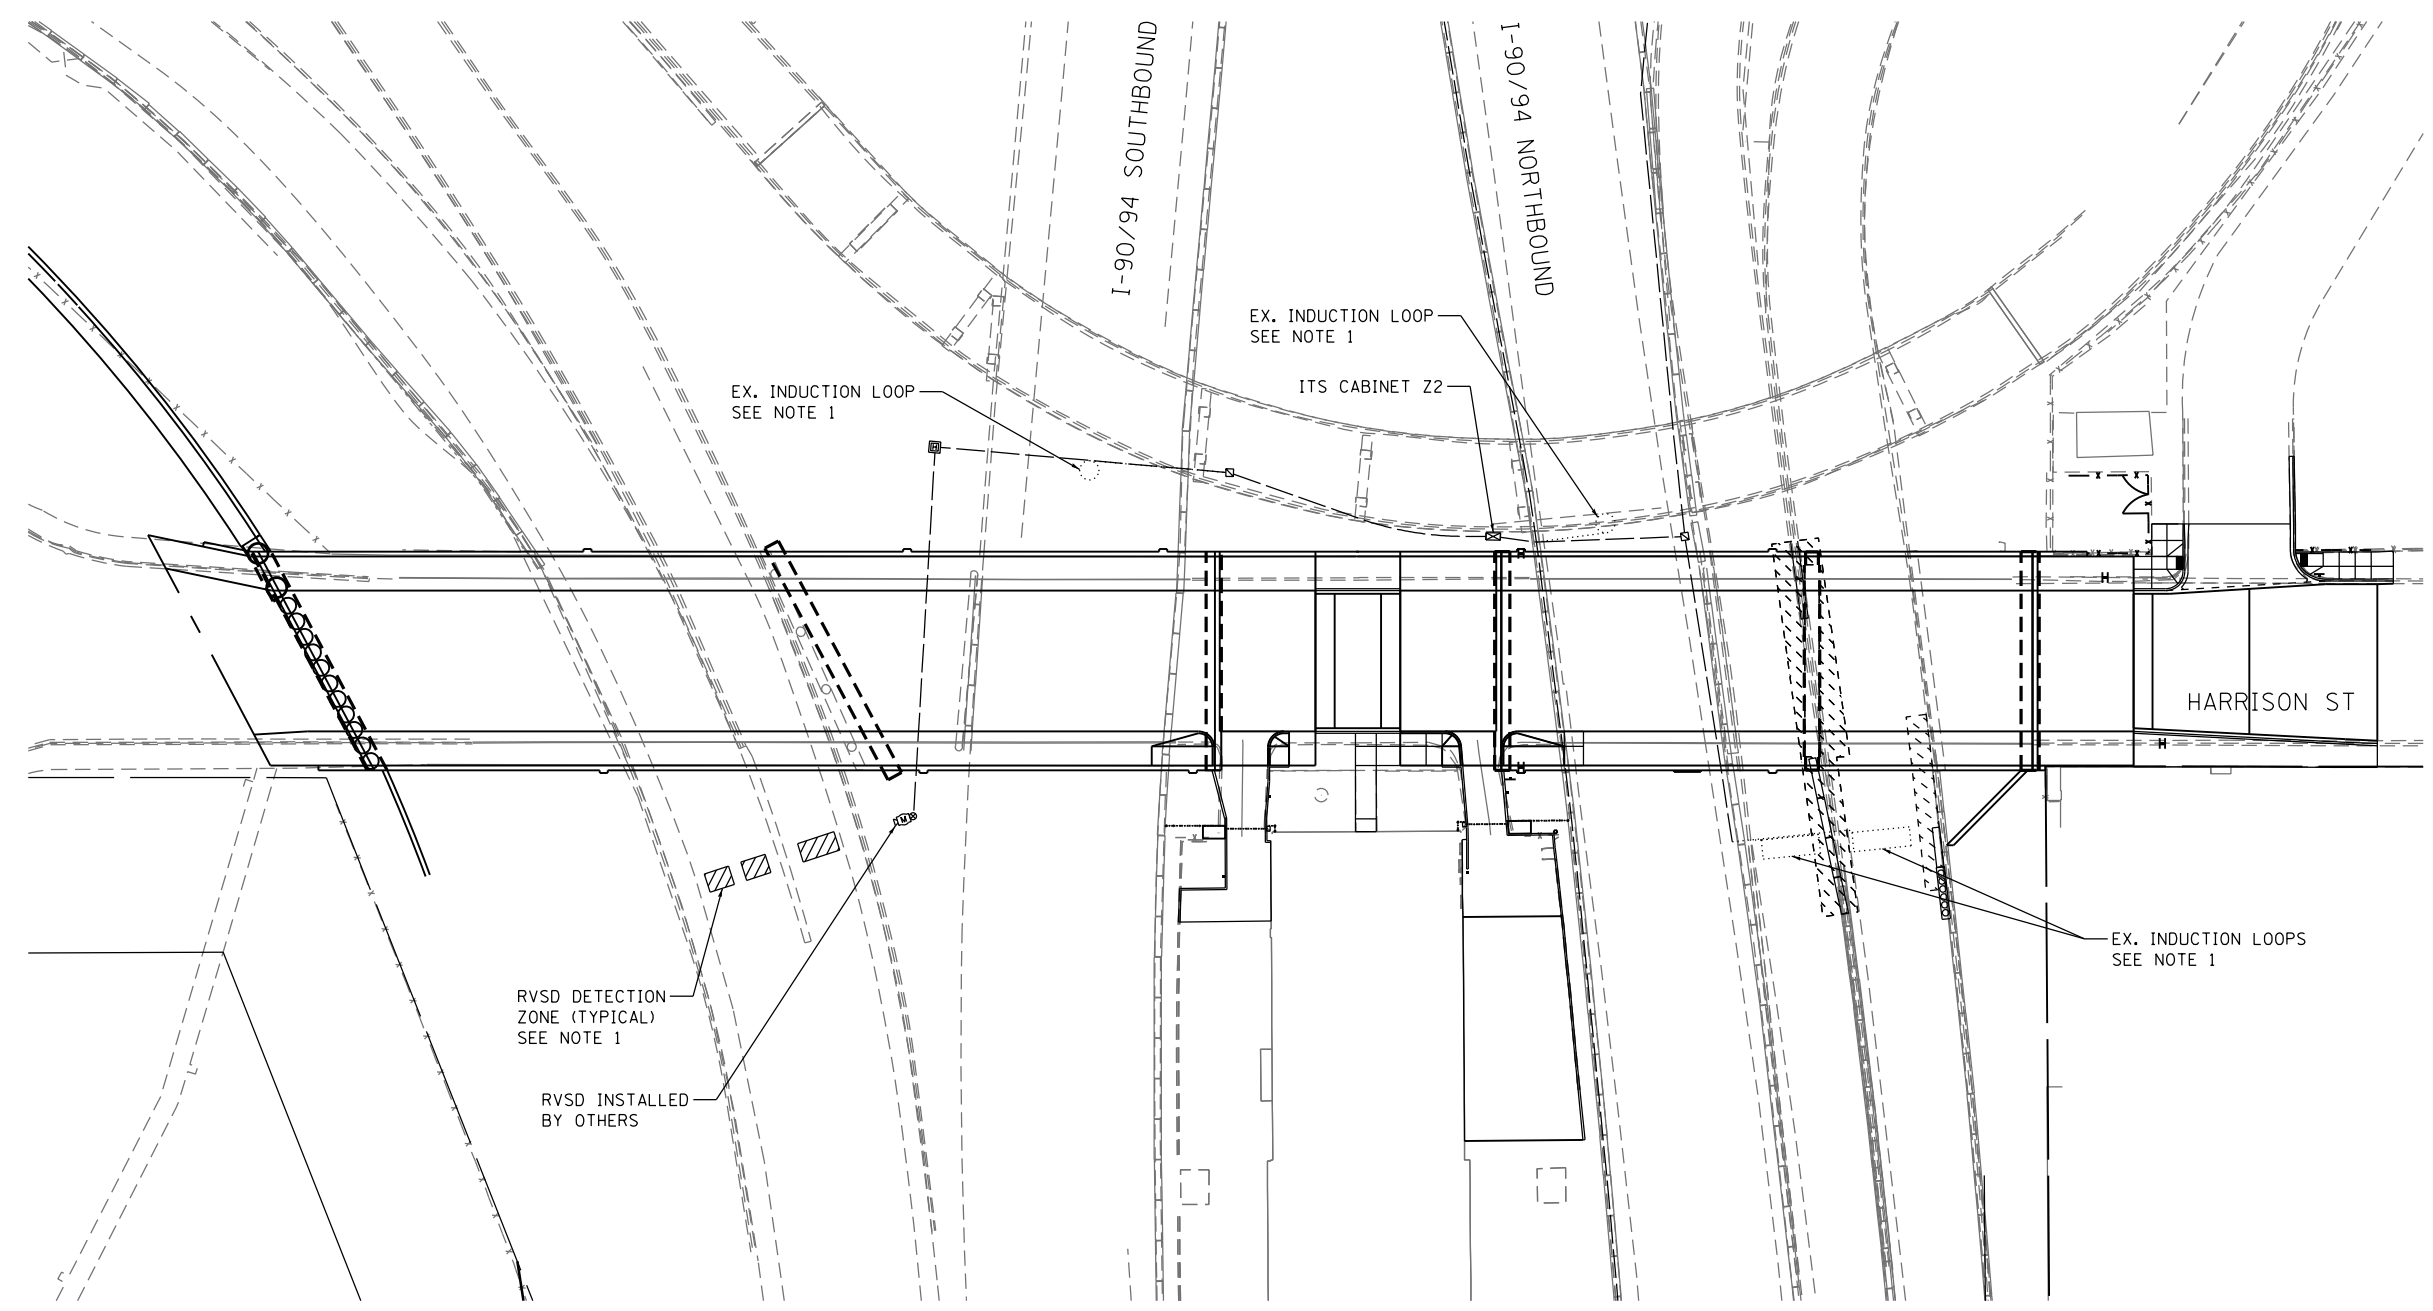 I-90/94 SOUTHBOUND
I-90/94 NORTHBOUND
EX. INDUCTION LOOP
SEE NOTE 1
ITS CABINET Z2
EX. INDUCTION LOOP
SEE NOTE 1
HARRISON ST
M
EX. INDUCTION LOOPS
SEE NOTE 1
RVSD DETECTION
ZONE (TYPICAL)
SEE NOTE 1
RVSD INSTALLED
BY OTHERS